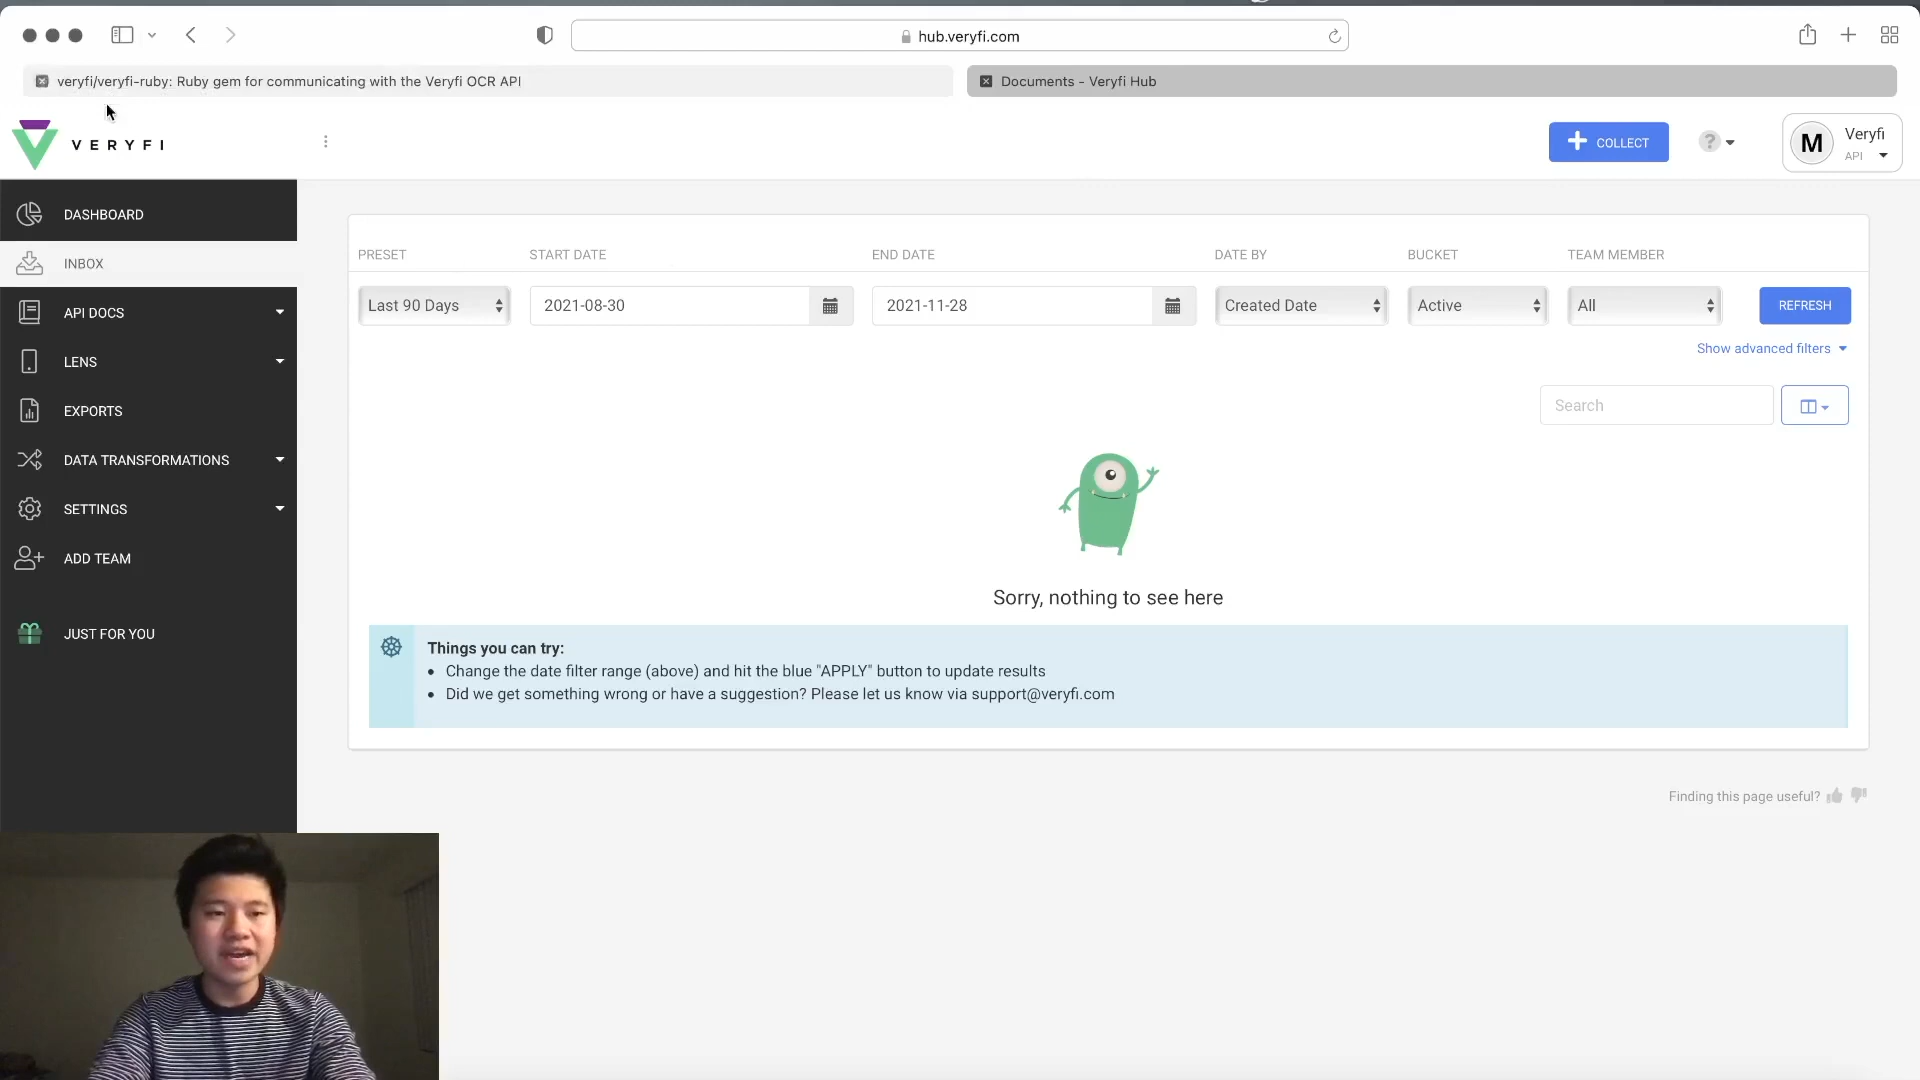 hub.veryfi.com
veryfi/veryfi-ruby: Ruby gem for communicating with the Veryfi OCR API
Documents - Veryfi Hub
VERYFI
COLLECT
?
M
Veryfi
API
DASHBOARD
INBOX
API DOCS
LENS
EXPORTS
DATA TRANSFORMATIONS
SETTINGS
ADD TEAM
JUST FOR YOU
PRESET START DATE END DATE DATE BY BUCKET TEAM MEMBER
Last 90 Days 2021-08-30 2021-11-28 Created Date Active All REFRESH
Show advanced filters
Search
Sorry, nothing to see here
Things you can try:
• Change the date filter range (above) and hit the blue "APPLY" button to update results
• Did we get something wrong or have a suggestion? Please let us know via support@veryfi.com
Finding this page useful?